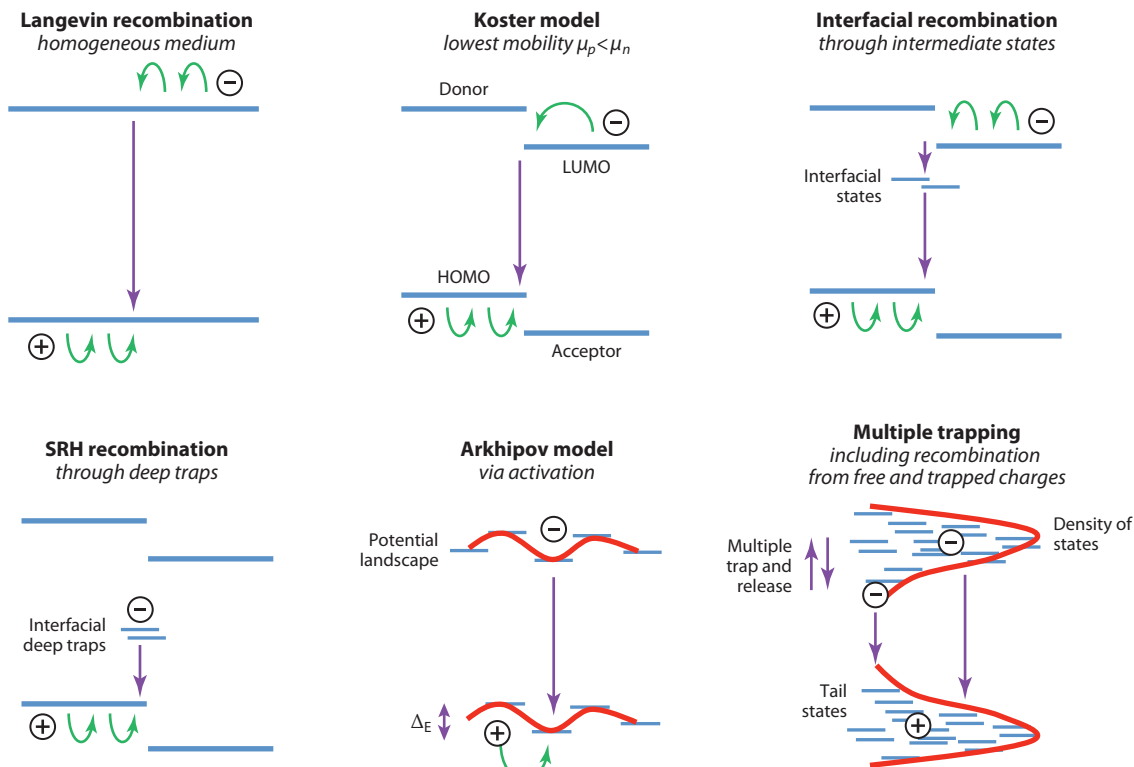 Langevin recombination
homogeneous medium
−
+
Koster model
lowest mobility μp<μn
Donor
−
LUMO
HOMO
+
Acceptor
Interfacial recombination
through intermediate states
−
Interfacial
states
+
SRH recombination
through deep traps
−
Interfacial
deep traps
+
Arkhipov model
via activation
Potential
landscape
−
ΔE
+
Multiple trapping
including recombination
from free and trapped charges
Density of
states
−
Multiple
trap and
release
−
Tail
states
+